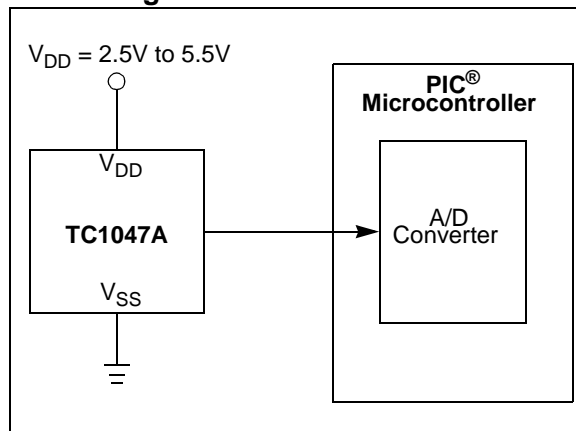 V_DD = 2.5V to 5.5V
PIC®
Microcontroller
V_DD
TC1047A
V_SS
A/D
Converter